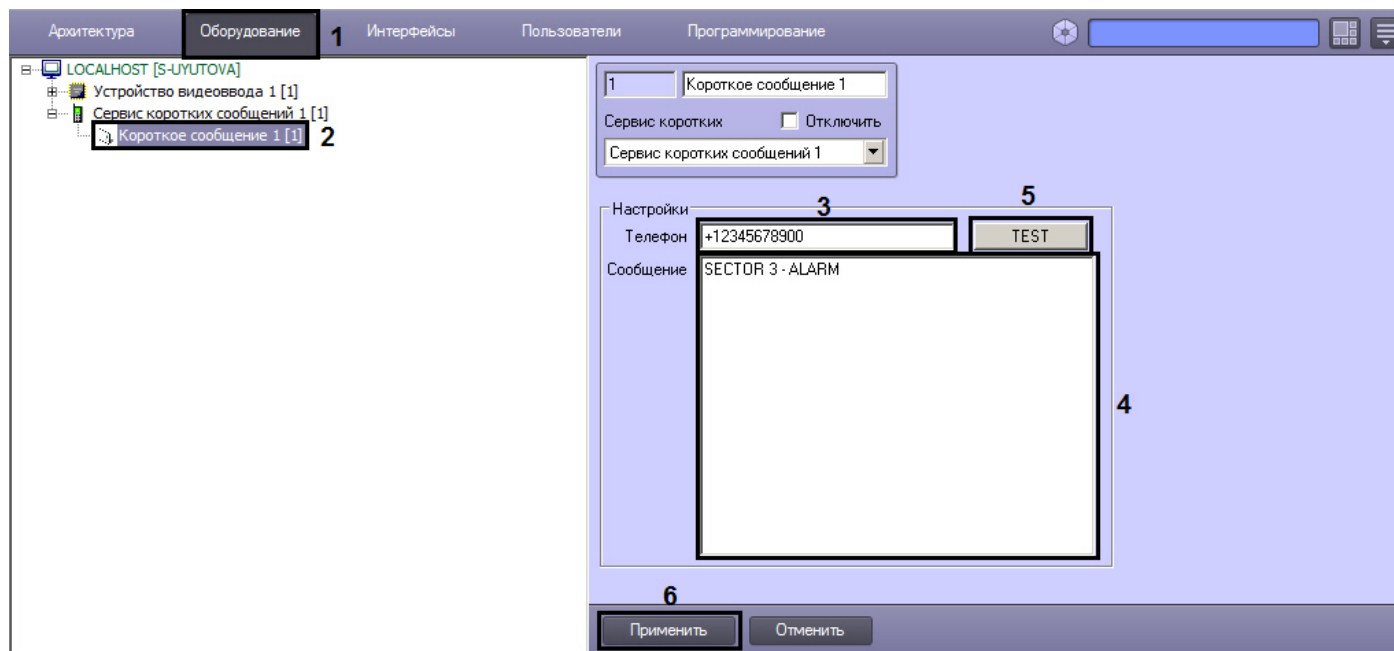 Архитектура Оборудование 1 Интерфейсы Пользователи Программирование
LOCALHOST [S-UYUTOVA]
Устройство видеоввода 1 [1]
Сервис коротких сообщений 1 [1]
Короткое сообщение 1 [1] 2
1 Короткое сообщение 1
Сервис коротких Отключить
Сервис коротких сообщений 1
Настройки 3 5
Телефон +12345678900 TEST
Сообщение SECTOR 3 - ALARM
4
6
Применить Отменить